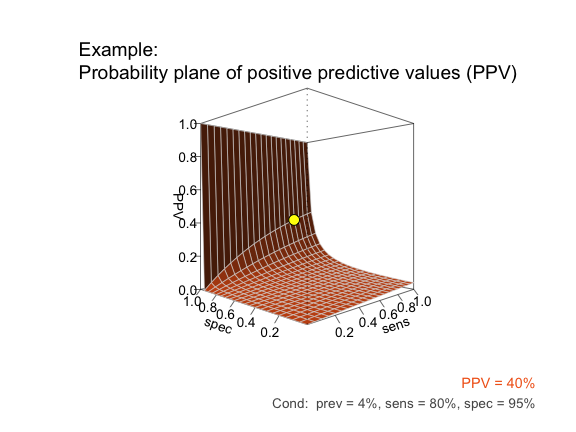 Example:
Probability plane of positive predictive values (PPV)
1.0
0.8
0.6
0.4
0.2
0.0
PPV
1.0
0.8
0.6
0.4
0.2
spec
0.2
0.4
0.6
0.8
1.0
sens
PPV = 40%
Cond:  prev = 4%, sens = 80%, spec = 95%